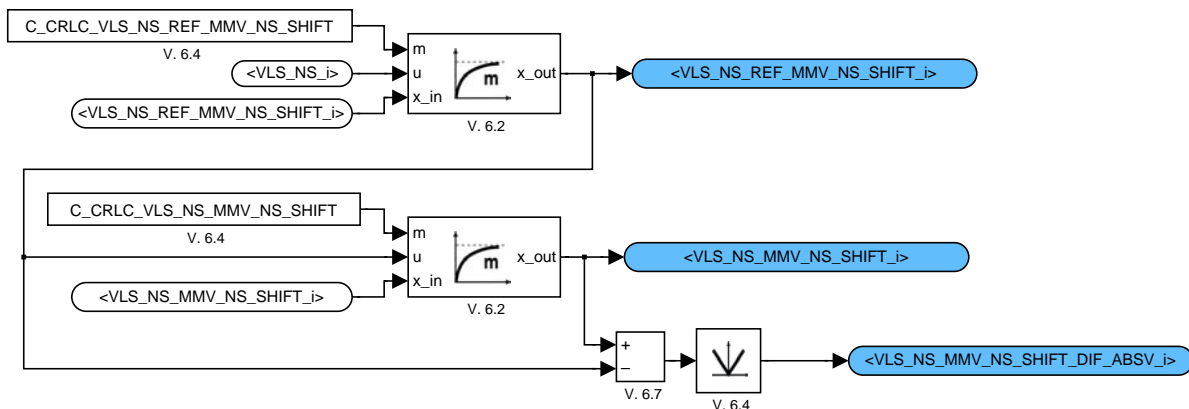 C_CRLC_VLS_NS_REF_MMV_NS_SHIFT
V. 6.4
<VLS_NS_i>
<VLS_NS_REF_MMV_NS_SHIFT_i>
m
u
x_in
x_out
m
V. 6.2
<VLS_NS_REF_MMV_NS_SHIFT_i>
C_CRLC_VLS_NS_MMV_NS_SHIFT
V. 6.4
<VLS_NS_MMV_NS_SHIFT_i>
m
u
x_in
x_out
m
V. 6.2
<VLS_NS_MMV_NS_SHIFT_i>
+
–
V. 6.7
V. 6.4
<VLS_NS_MMV_NS_SHIFT_DIF_ABSV_i>